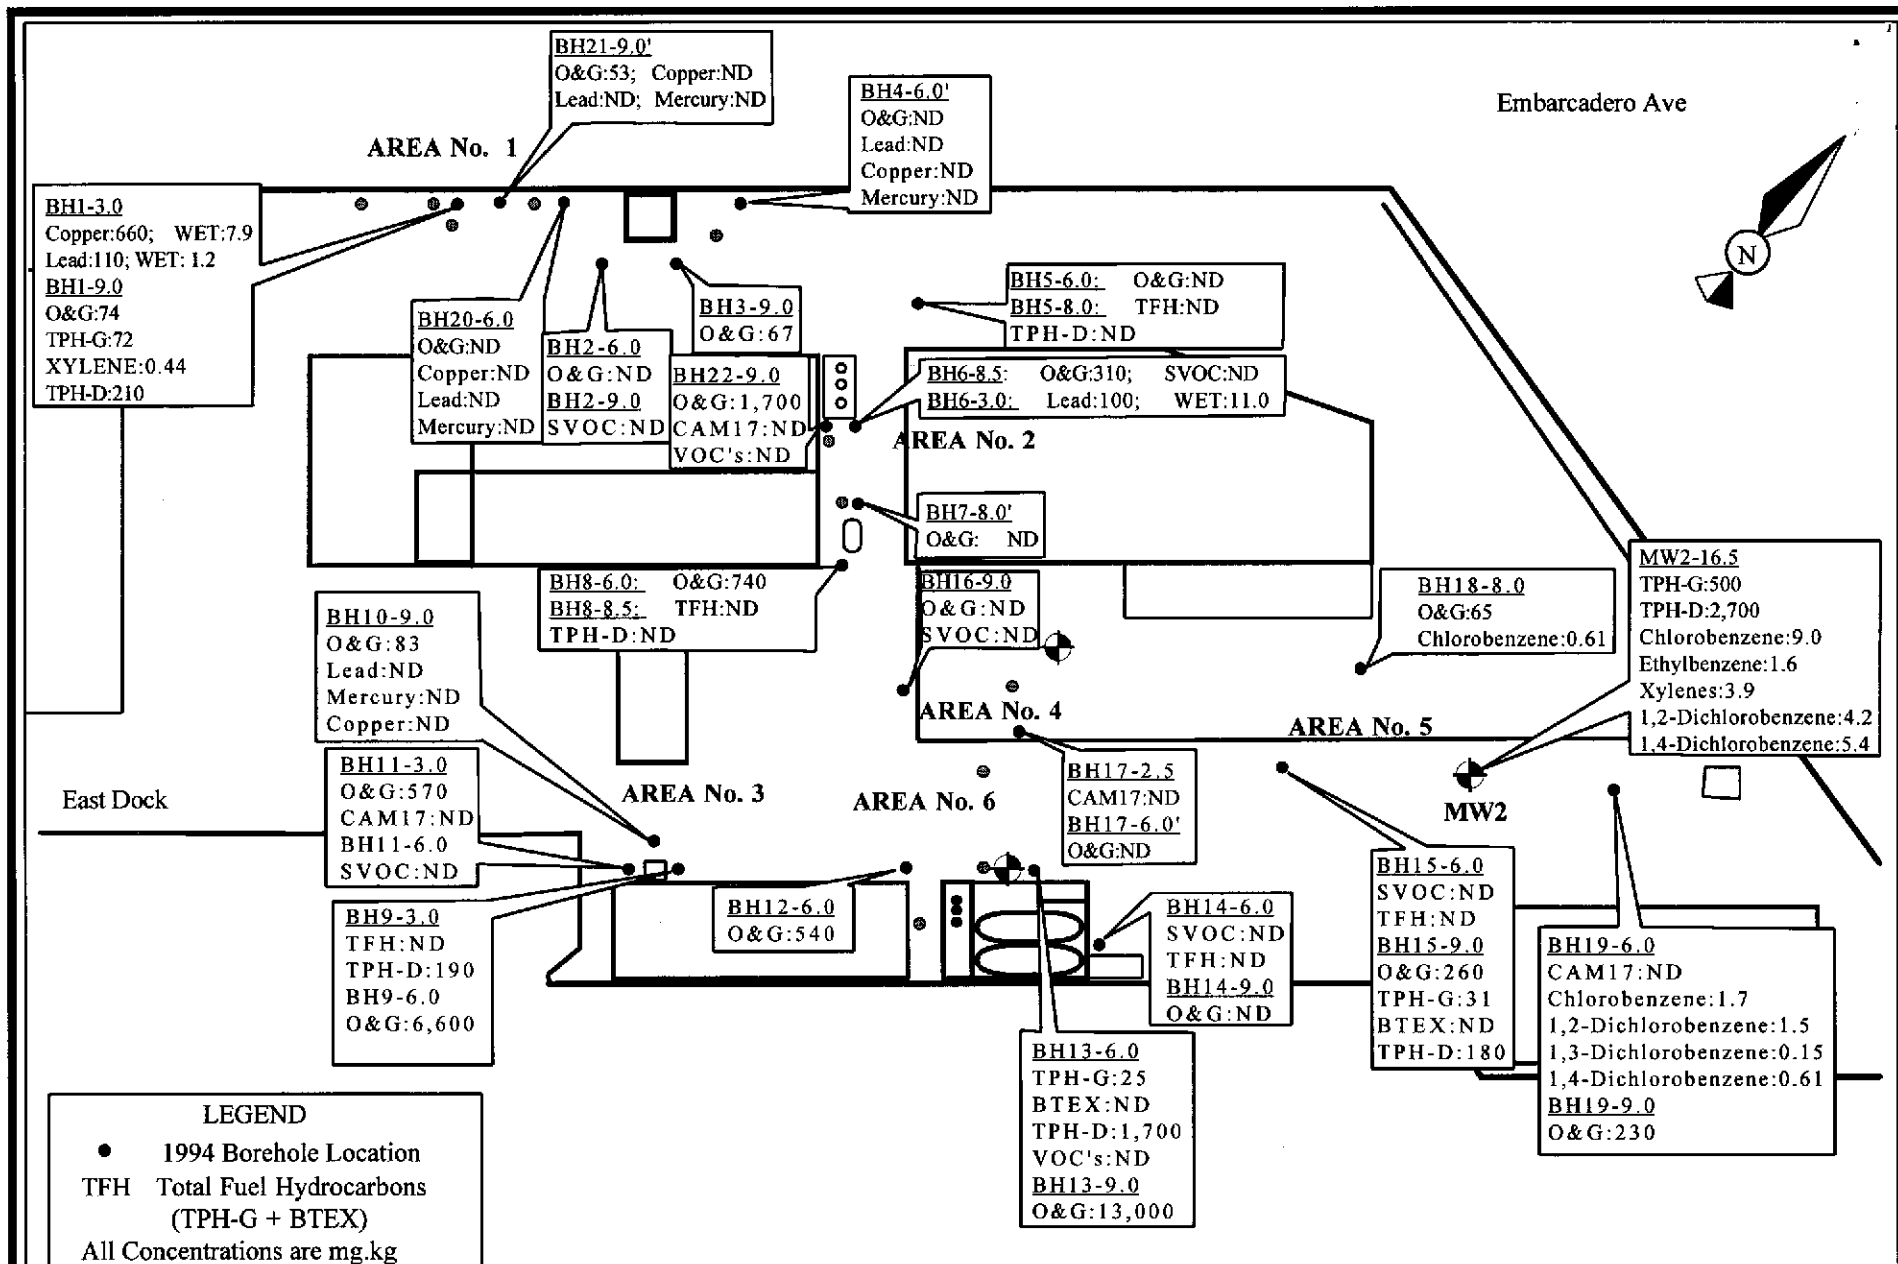 BH21-9.0'
O&G:53; Copper:ND
Lead:ND; Mercury:ND
BH4-6.0'
O&G:ND
Lead:ND
Copper:ND
Mercury:ND
Embarcadero Ave
AREA No. 1
N
BH1-3.0
Copper:660; WET:7.9
Lead:110; WET: 1.2
BH1-9.0
O&G:74
TPH-G:72
XYLENE:0.44
TPH-D:210
BH20-6.0
O&G:ND
Copper:ND
Lead:ND
Mercury:ND
BH2-6.0
O&G:ND
BH2-9.0
SVOC:ND
BH3-9.0
O&G:67
BH22-9.0
O&G:1,700
CAM17:ND
VOC's:ND
BH5-6.0: O&G:ND
BH5-8.0: TFH:ND
TPH-D:ND
BH6-8.5: O&G:310; SVOC:ND
BH6-3.0: Lead:100; WET:11.0
AREA No. 2
BH7-8.0'
O&G: ND
BH8-6.0: O&G:740
BH8-8.5: TFH:ND
TPH-D:ND
BH16-9.0
O&G:ND
SVOC:ND
BH18-8.0
O&G:65
Chlorobenzene:0.61
MW2-16.5
TPH-G:500
TPH-D:2,700
Chlorobenzene:9.0
Ethylbenzene:1.6
Xylenes:3.9
1,2-Dichlorobenzene:4.2
1,4-Dichlorobenzene:5.4
BH10-9.0
O&G:83
Lead:ND
Mercury:ND
Copper:ND
AREA No. 4
AREA No. 5
BH11-3.0
O&G:570
CAM17:ND
BH11-6.0
SVOC:ND
East Dock
AREA No. 3
AREA No. 6
BH17-2.5
CAM17:ND
BH17-6.0'
O&G:ND
MW2
BH9-3.0
TFH:ND
TPH-D:190
BH9-6.0
O&G:6,600
BH12-6.0
O&G:540
BH14-6.0
SVOC:ND
TFH:ND
BH14-9.0
O&G:ND
BH15-6.0
SVOC:ND
TFH:ND
BH15-9.0
O&G:260
TPH-G:31
BTEX:ND
TPH-D:180
BH19-6.0
CAM17:ND
Chlorobenzene:1.7
1,2-Dichlorobenzene:1.5
1,3-Dichlorobenzene:0.15
1,4-Dichlorobenzene:0.61
BH19-9.0
O&G:230
BH13-6.0
TPH-G:25
BTEX:ND
TPH-D:1,700
VOC's:ND
BH13-9.0
O&G:13,000
LEGEND
1994 Borehole Location
TFH Total Fuel Hydrocarbons
(TPH-G + BTEX)
All Concentrations are mg.kg